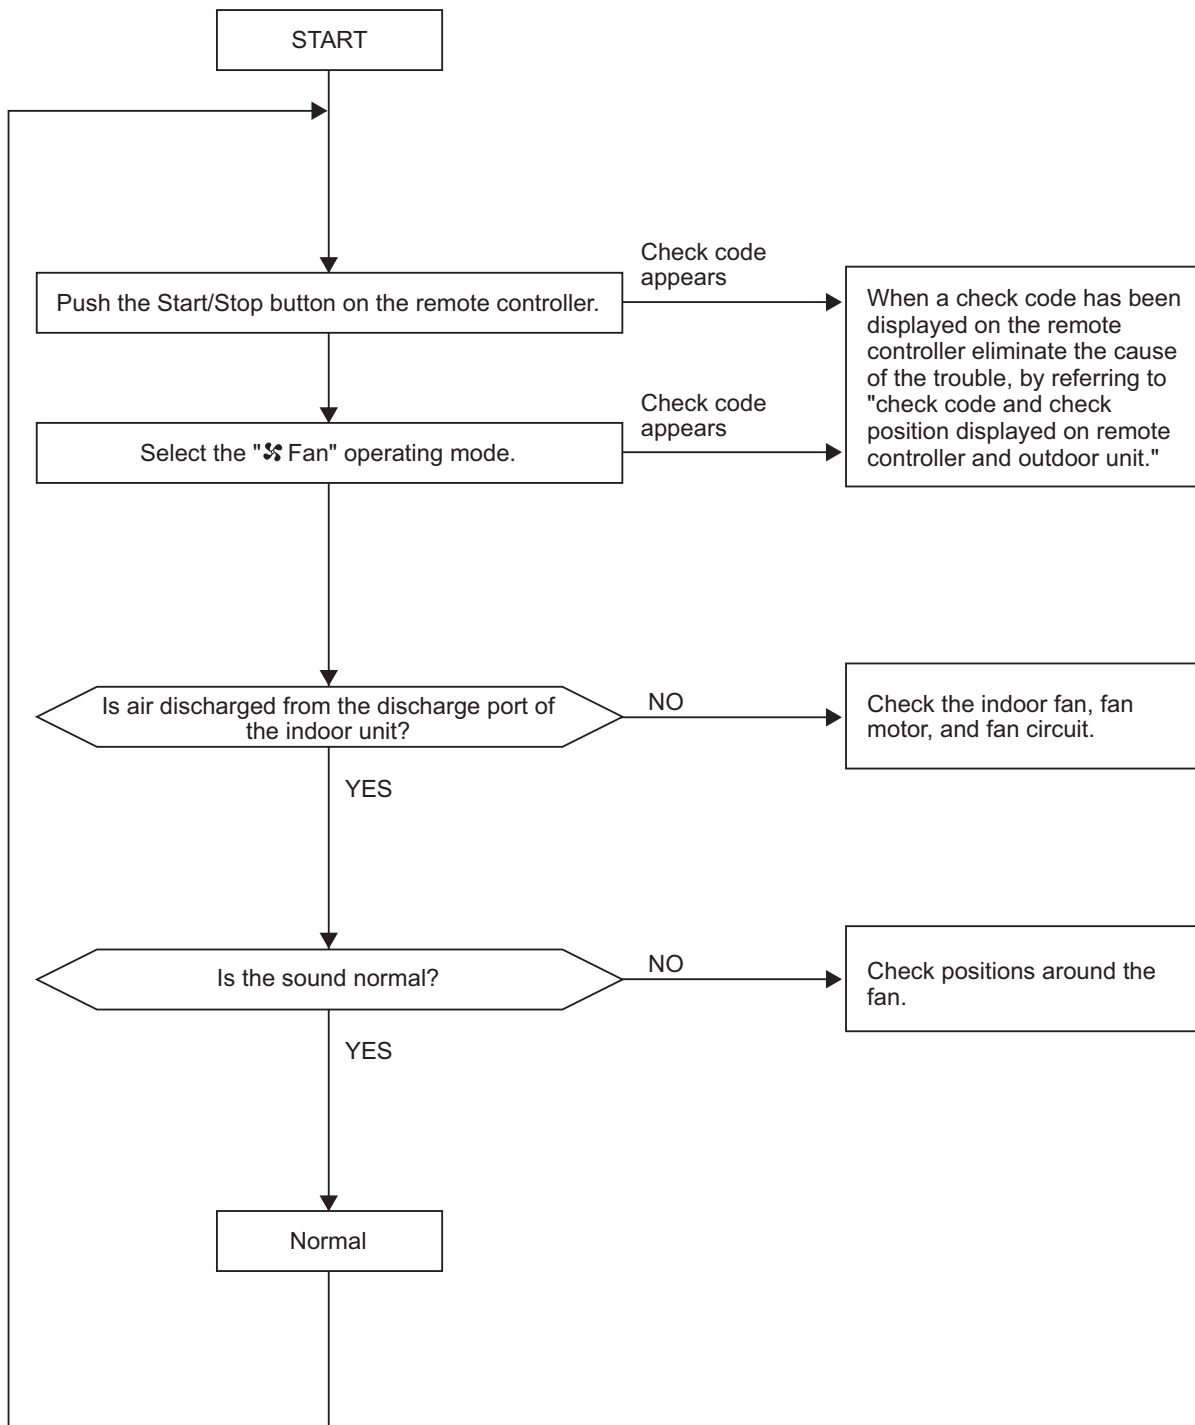 START
Check code
appears
Push the Start/Stop button on the remote controller.
When a check code has been
displayed on the remote
controller eliminate the cause
of the trouble, by referring to
"check code and check
position displayed on remote
controller and outdoor unit."
Check code
appears
Select the " Fan" operating mode.
Is air discharged from the discharge port of
the indoor unit?
NO
Check the indoor fan, fan
motor, and fan circuit.
YES
Is the sound normal?
NO
Check positions around the
fan.
YES
Normal